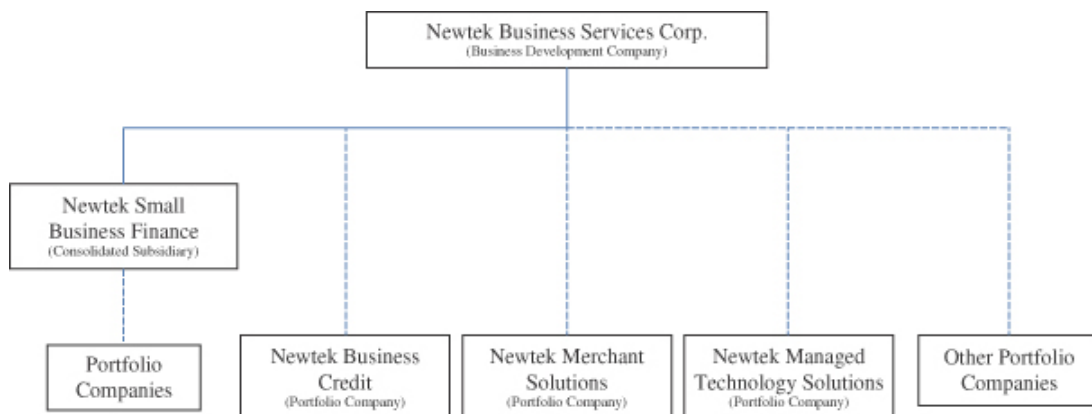 Newtek Business Services Corp.
(Business Development Company)
Newtek Small
Business Finance
(Consolidated Subsidiary)
Portfolio
Companies
Newtek Business
Credit
(Portfolio Company)
Newtek Merchant
Solutions
(Portfolio Company)
Newtek Managed
Technology Solutions
(Portfolio Company)
Other Portfolio
Companies